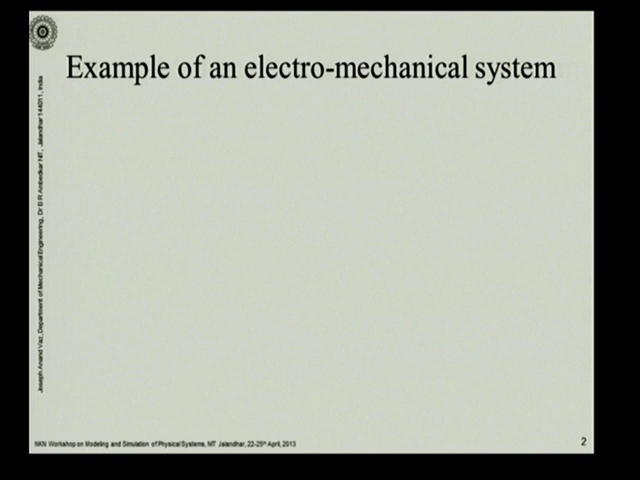 Example of an electro-mechanical system
Joseph Anand Vaz, Department of Mechanical Engineering, Dr B R Ambedkar NIT, Jalandhar 144011, India
NKN Workshop on Modeling and Simulation of Physical Systems, NIT Jalandhar, 22-25th April, 2013
2